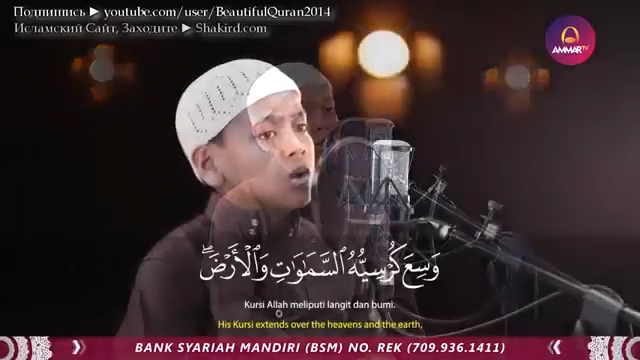 Подпишись ► youtube.com/user/BeautifulQuran2014
Исламский Сайт, Заходите ► Shakird.com
AMMAR TV
وَسِعَ كُرْسِيُّهُ ٱلسَّمَـٰوَٰتِ وَٱلْأَرْضَ ۖ
Kursi Allah meliputi langit dan bumi.
His Kursi extends over the heavens and the earth,
BANK SYARIAH MANDIRI (BSM) NO. REK (709.936.1411)